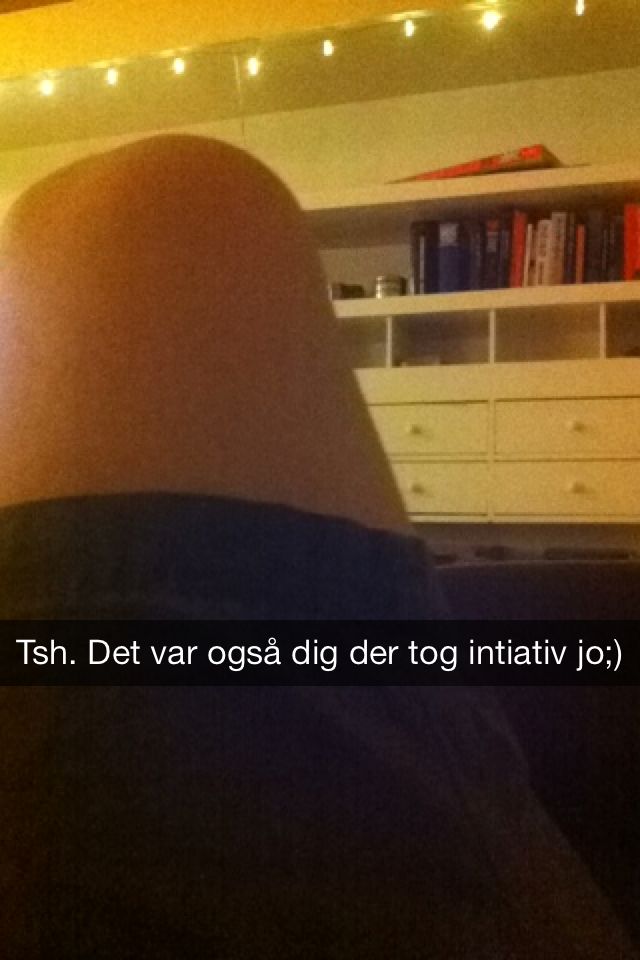 Tsh. Det var også dig der tog intiativ jo;)